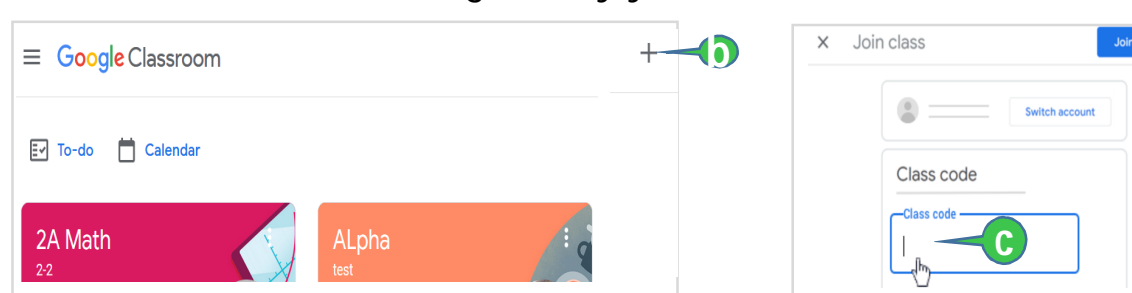 Google Classroom
b
To-do Calendar
2A Math
2-2
ALpha
test
Join class
Join
Switch account
Class code
Class code
C